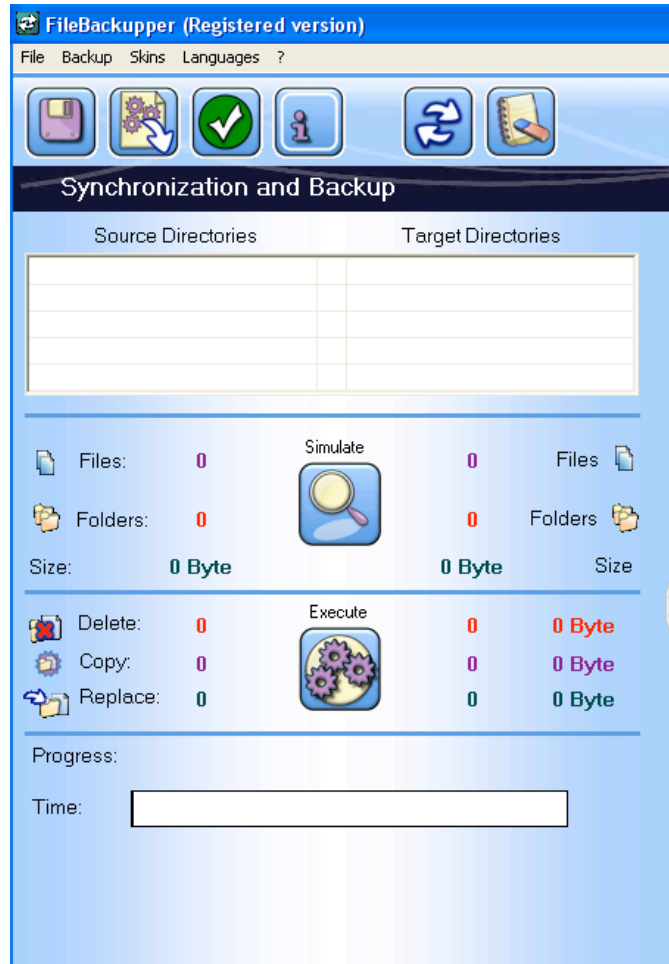 FileBackupper (Registered version)
File Backup Skins Languages ?
Synchronization and Backup
Source Directories Target Directories
Simulate
Files: 0 0 Files
Folders: 0 0 Folders
Size: 0 Byte 0 Byte Size
Execute
Delete: 0 0 0 Byte
Copy: 0 0 0 Byte
Replace: 0 0 0 Byte
Progress:
Time: